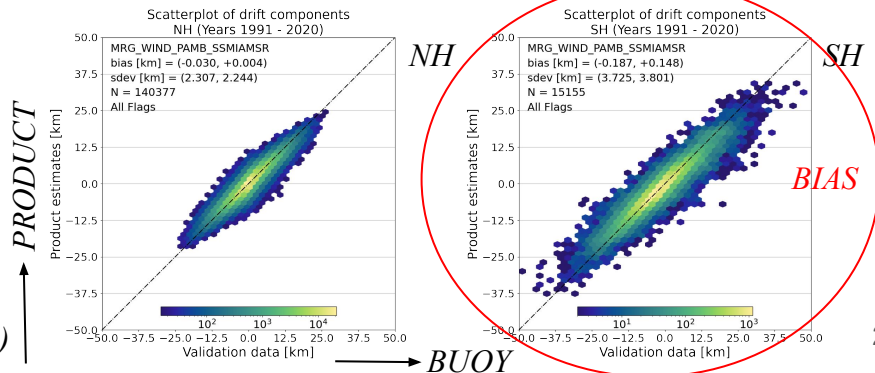 Scatterplot of drift components
NH (Years 1991 - 2020)
MRG_WIND_PAMB_SSMIAMSR
bias [km] = (-0.030, +0.004)
sdev [km] = (2.307, 2.244)
N = 140377
All Flags
50.0
37.5
25.0
12.5
0.0
−12.5
−25.0
−37.5
−50.0
Product estimates [km]
10² 10³ 10⁴
−50.0 −37.5 −25.0 −12.5 0.0 12.5 25.0 37.5 50.0
Validation data [km]
NH
PRODUCT
BUOY
Scatterplot of drift components
SH (Years 1991 - 2020)
MRG_WIND_PAMB_SSMIAMSR
bias [km] = (-0.187, +0.148)
sdev [km] = (3.725, 3.801)
N = 15155
All Flags
50.0
37.5
25.0
12.5
0.0
−12.5
−25.0
−37.5
−50.0
Product estimates [km]
10¹ 10² 10³
−50.0 −37.5 −25.0 −12.5 0.0 12.5 25.0 37.5 50.0
Validation data [km]
SH
BIAS
)